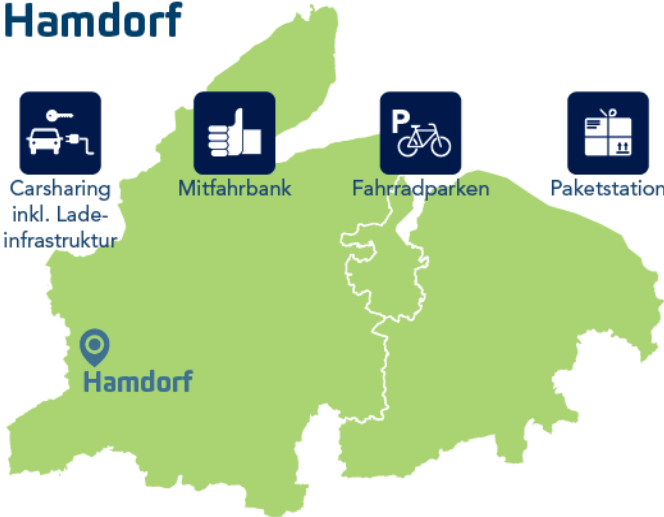 Hamdorf
P
Carsharing
inkl. Lade-
infrastruktur
Mitfahrbank
Fahrradparken
Paketstation
Hamdorf